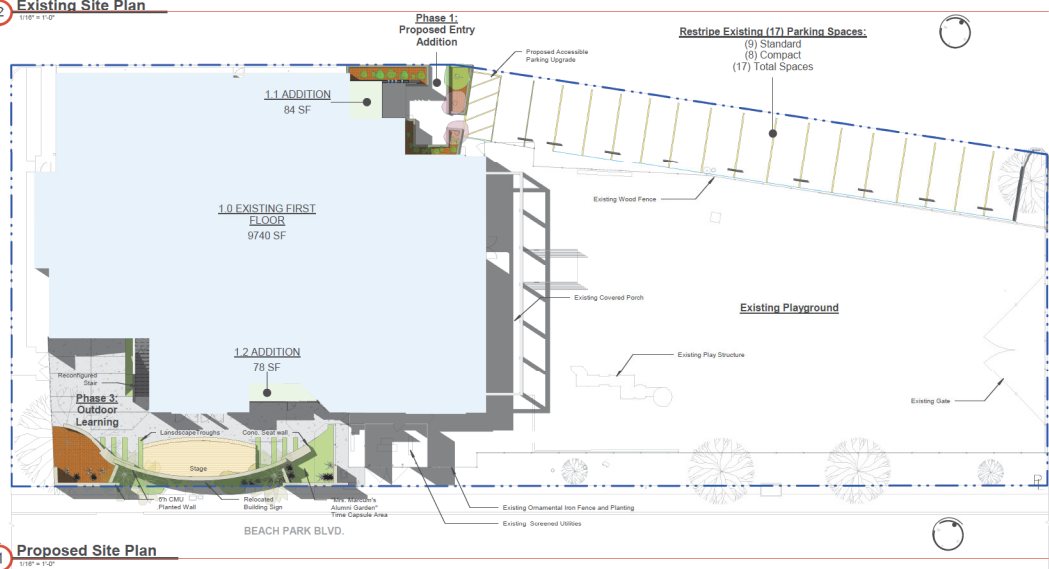 2 Existing Site Plan
1/16" = 1'-0"
Phase 1:
Proposed Entry
Addition
Proposed Accessible
Parking Upgrade
Restripe Existing (17) Parking Spaces:
(9) Standard
(8) Compact
(17) Total Spaces
1.1 ADDITION
84 SF
1.0 EXISTING FIRST
FLOOR
9740 SF
Existing Wood Fence
Existing Covered Porch
Existing Playground
1.2 ADDITION
78 SF
Existing Play Structure
Reconfigured
Stair
Existing Gate
Phase 3:
Outdoor
Learning
LansdscapeTroughs
Conc. Seat wall
Stage
6'h CMU
Planted Wall
Relocated
Building Sign
"Mrs. Marcum's
Alumni Garden"
Time Capsule Area
Existing Ornamental Iron Fence and Planting
Existing Screened Utilities
BEACH PARK BLVD.
1 Proposed Site Plan
1/16" = 1'-0"